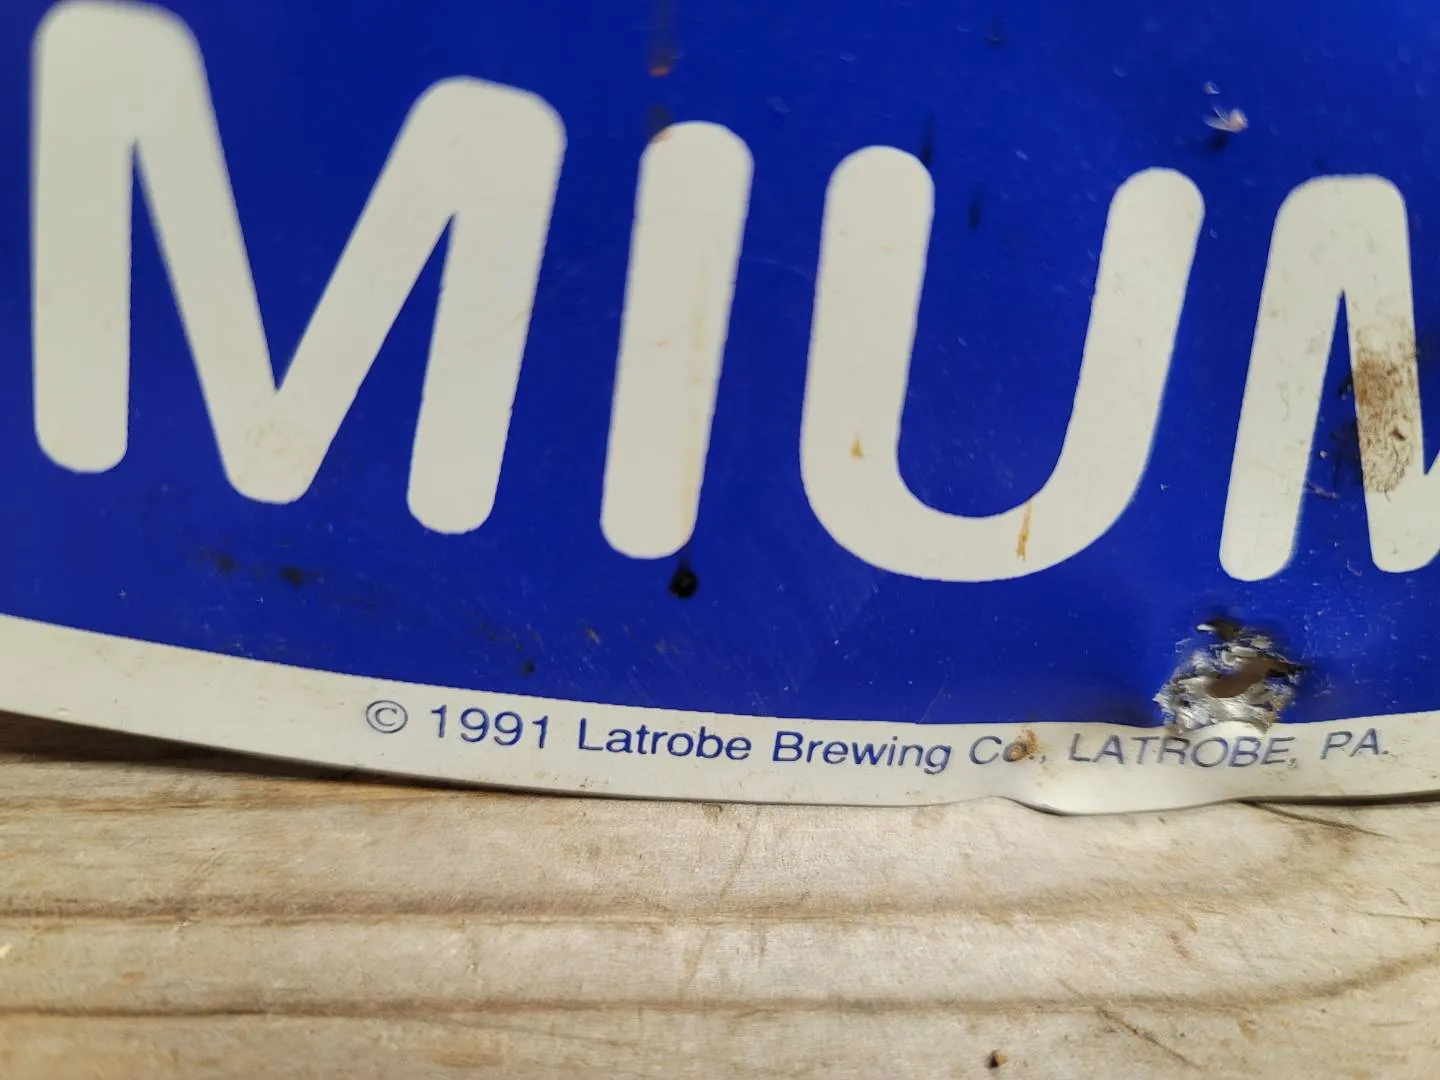 MIUM
© 1991 Latrobe Brewing Co., LATROBE, PA.